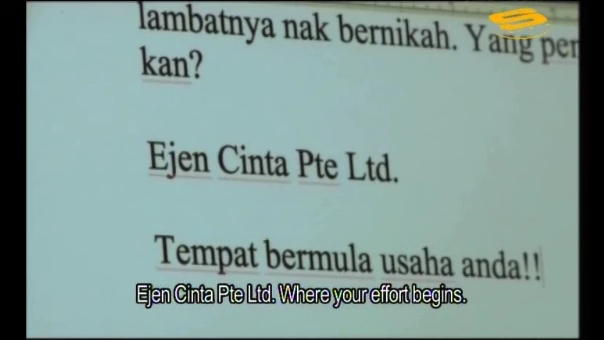 lambatnya nak bernikah. Yang
kan?
Ejen Cinta Pte Ltd.
Tempat bermula usaha anda!!
Ejen Cinta Pte Ltd. Where your effort begins.